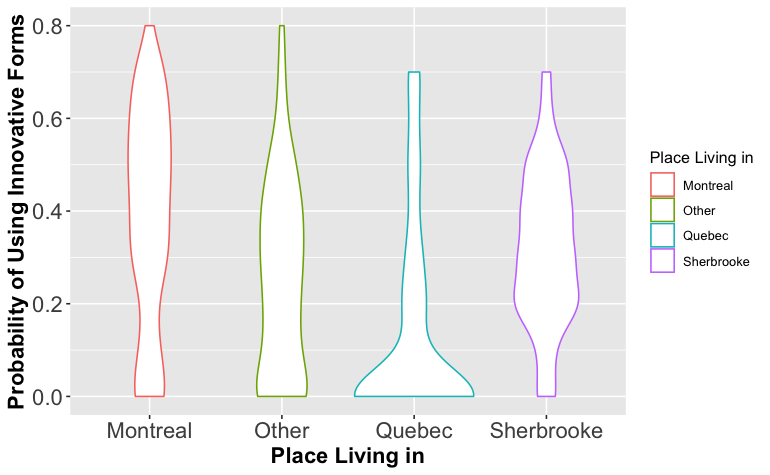 Probability of Using Innovative Forms
0.8
0.6
0.4
0.2
0.0
Montreal Other Quebec Sherbrooke
Place Living in
Place Living in
Montreal
Other
Quebec
Sherbrooke